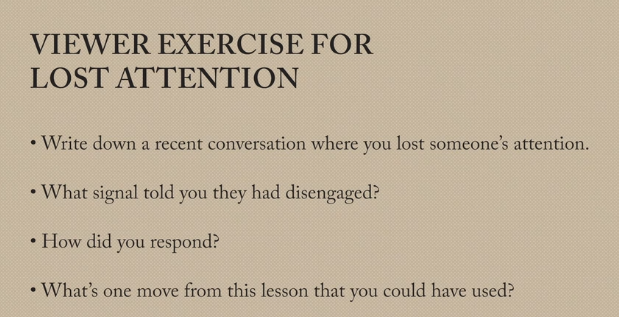 VIEWER EXERCISE FOR
LOST ATTENTION
• Write down a recent conversation where you lost someone’s attention.
• What signal told you they had disengaged?
• How did you respond?
• What’s one move from this lesson that you could have used?